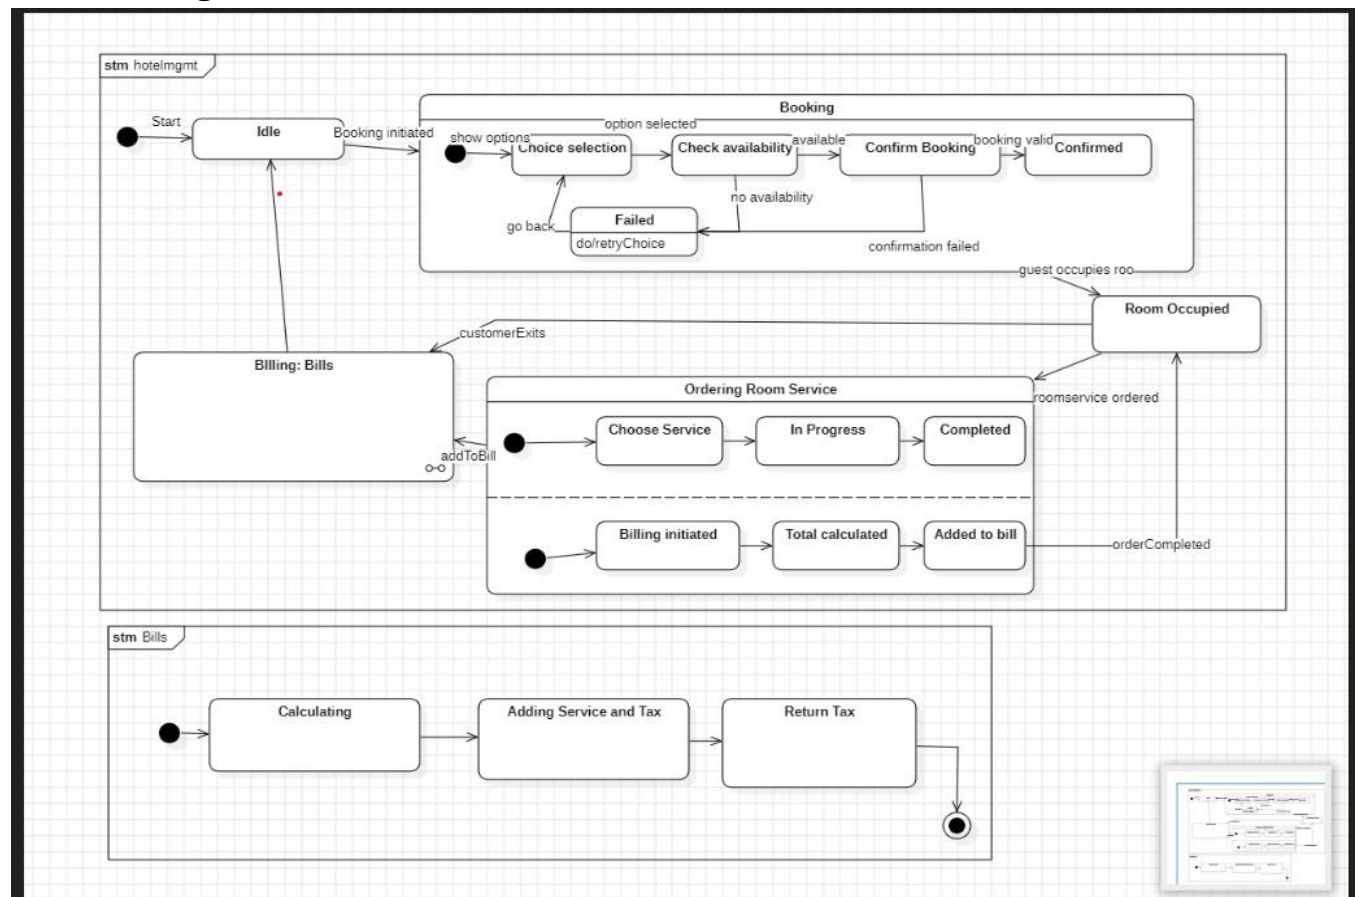 stm hotelmgmt
Booking
Start
Idle
Booking initiated
show options
option selected
Choice selection
Check availability
available
Confirm Booking
booking valid
Confirmed
no availability
Failed
go back
do/retryChoice
confirmation failed
guest occupies roo
Room Occupied
customerExits
BIlling: Bills
Ordering Room Service
roomservice ordered
Choose Service
In Progress
Completed
addToBill
Billing initiated
Total calculated
Added to bill
orderCompleted
stm Bills
Calculating
Adding Service and Tax
Return Tax